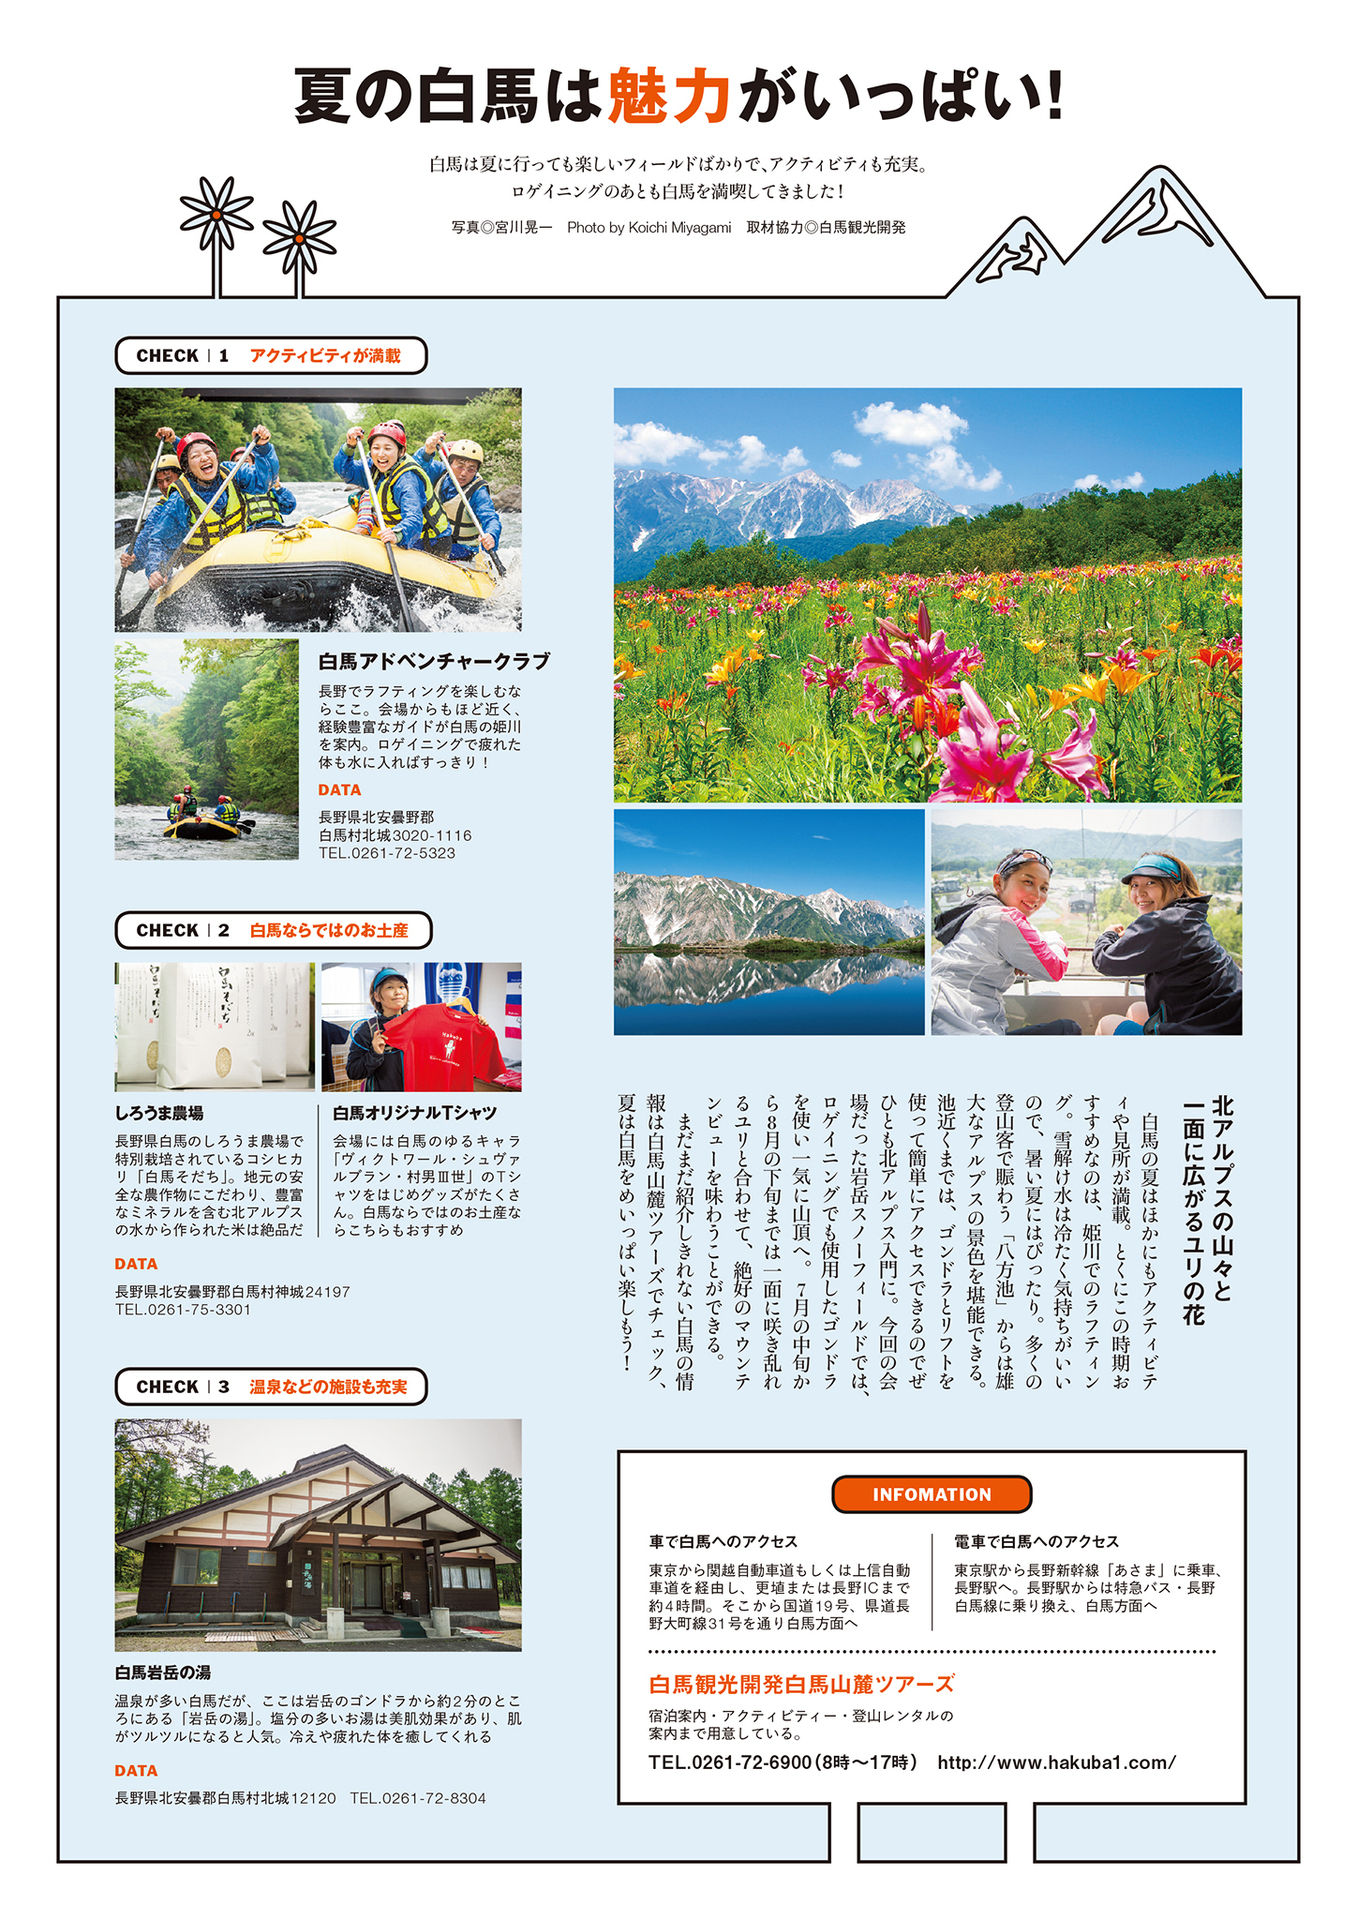 夏の白馬は魅力がいっぱい!
白馬は夏に行っても楽しいフィールドばかりで、アクティビティも充実。
ロゲイニングのあとも白馬を満喫してきました!
写真◎宮川晃一　Photo by Koichi Miyagami　取材協力◎白馬観光開発
CHECK | 1　アクティビティが満載
白馬アドベンチャークラブ
長野でラフティングを楽しむな
らここ。会場からもほど近く、
経験豊富なガイドが白馬の姫川
を案内。ロゲイニングで疲れた
体も水に入ればすっきり!
DATA
長野県北安曇野郡
白馬村北城3020-1116
TEL.0261-72-5323
CHECK | 2　白馬ならではのお土産
白馬そだち
しろうま農場
長野県白馬のしろうま農場で
特別栽培されているコシヒカ
リ「白馬そだち」。地元の安
全な農作物にこだわり、豊富
なミネラルを含む北アルプス
の水から作られた米は絶品だ
白馬オリジナルTシャツ
会場には白馬のゆるキャラ
「ヴィクトワール・シュヴァ
ルブラン・村男Ⅲ世」のTシ
ャツをはじめグッズがたくさ
ん。白馬ならではのお土産な
らこちらもおすすめ
DATA
長野県北安曇野郡白馬村神城24197
TEL.0261-75-3301
CHECK | 3　温泉などの施設も充実
白馬岩岳の湯
温泉が多い白馬だが、ここは岩岳のゴンドラから約2分のとこ
ろにある「岩岳の湯」。塩分の多いお湯は美肌効果があり、肌
がツルツルになると人気。冷えや疲れた体を癒してくれる
DATA
長野県北安曇郡白馬村北城12120　TEL.0261-72-8304
北アルプスの山々と
一面に広がるユリの花
白馬の夏はほかにもアクティビテ
ィや見所が満載。とくにこの時期お
すすめなのは、姫川でのラフティン
グ。雪解け水は冷たく気持ちがいい
ので、暑い夏にはぴったり。多くの
登山客で賑わう「八方池」からは雄
大なアルプスの景色を堪能できる。
池近くまでは、ゴンドラとリフトを
使って簡単にアクセスできるのでぜ
ひとも北アルプス入門に。今回の会
場だった岩岳スノーフィールドでは、
ロゲイニングでも使用したゴンドラ
を使い一気に山頂へ。7月の中旬か
ら8月の下旬までは一面に咲き乱れ
るユリと合わせて、絶好のマウンテ
ンビューを味わうことができる。
まだまだ紹介しきれない白馬の情
報は白馬山麓ツアーズでチェック、
夏は白馬をめいっぱい楽しもう!
INFOMATION
車で白馬へのアクセス
東京から関越自動車道もしくは上信自動
車道を経由し、更埴または長野ICまで
約4時間。そこから国道19号、県道長
野大町線31号を通り白馬方面へ
電車で白馬へのアクセス
東京駅から長野新幹線「あさま」に乗車、
長野駅へ。長野駅からは特急バス・長野
白馬線に乗り換え、白馬方面へ
白馬観光開発白馬山麓ツアーズ
宿泊案内・アクティビティー・登山レンタルの
案内まで用意している。
TEL.0261-72-6900(8時〜17時)　http://www.hakuba1.com/